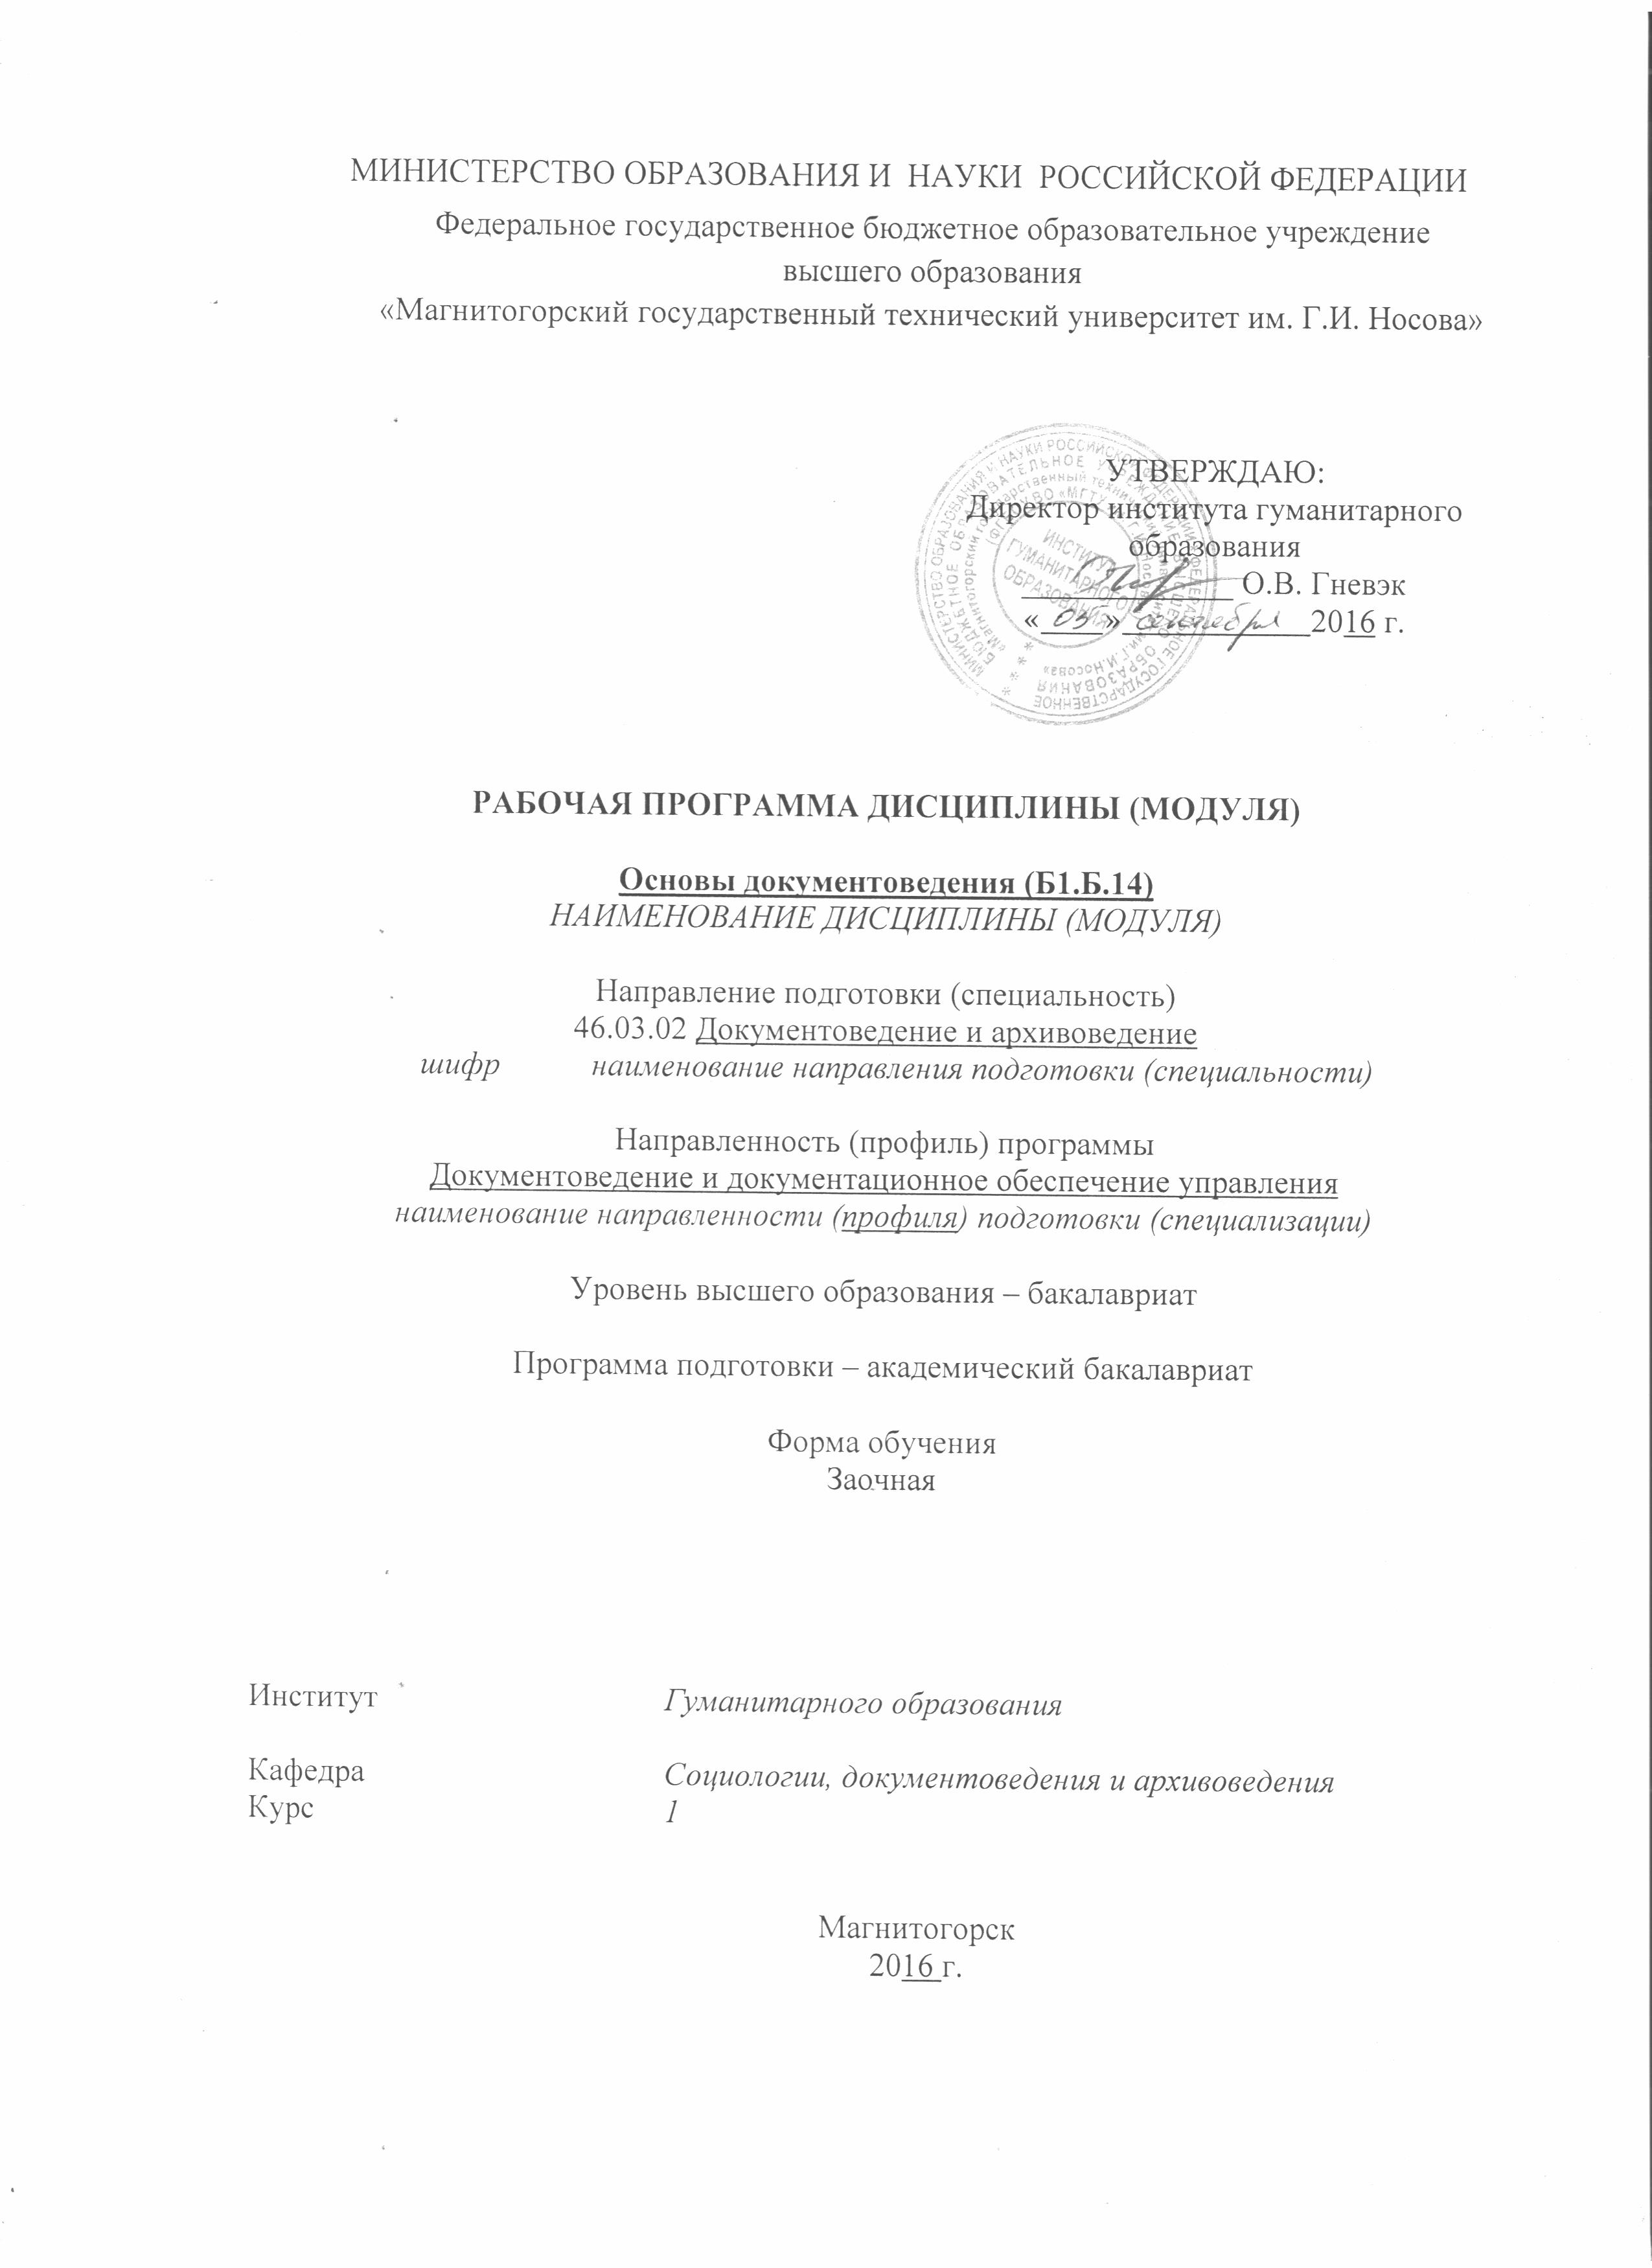 МИНИСТЕРСТВО ОБРАЗОВАНИЯ И НАУКИ РОССИЙСКОЙ ФЕДЕРАЦИИ
Федеральное государственное бюджетное образовательное учреждение
высшего образования
«Магнитогорский государственный технический университет им. Г.И. Носова»
УТВЕРЖДАЮ:
Директор института гуманитарного
образования
О.В. Гневэк
«03» сентября 2016 г.
ИНСТИТУТ
ГУМАНИТАРНОГО
ОБРАЗОВАНИЯ
РАБОЧАЯ ПРОГРАММА ДИСЦИПЛИНЫ (МОДУЛЯ)
Основы документоведения (Б1.Б.14)
НАИМЕНОВАНИЕ ДИСЦИПЛИНЫ (МОДУЛЯ)
Направление подготовки (специальность)
46.03.02 Документоведение и архивоведение
шифр наименование направления подготовки (специальности)
Направленность (профиль) программы
Документоведение и документационное обеспечение управления
наименование направленности (профиля) подготовки (специализации)
Уровень высшего образования – бакалавриат
Программа подготовки – академический бакалавриат
Форма обучения
Заочная
Институт Гуманитарного образования
Кафедра Социологии, документоведения и архивоведения
Курс 1
Магнитогорск
2016 г.